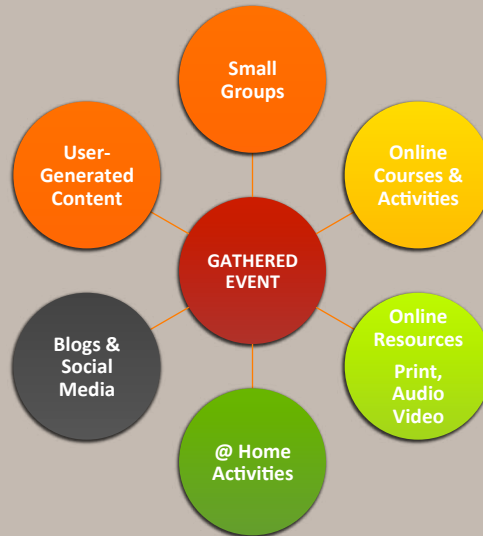 Small
Groups
User-
Generated
Content
Online
Courses &
Activities
GATHERED
EVENT
Blogs &
Social
Media
Online
Resources
Print,
Audio
Video
@ Home
Activities